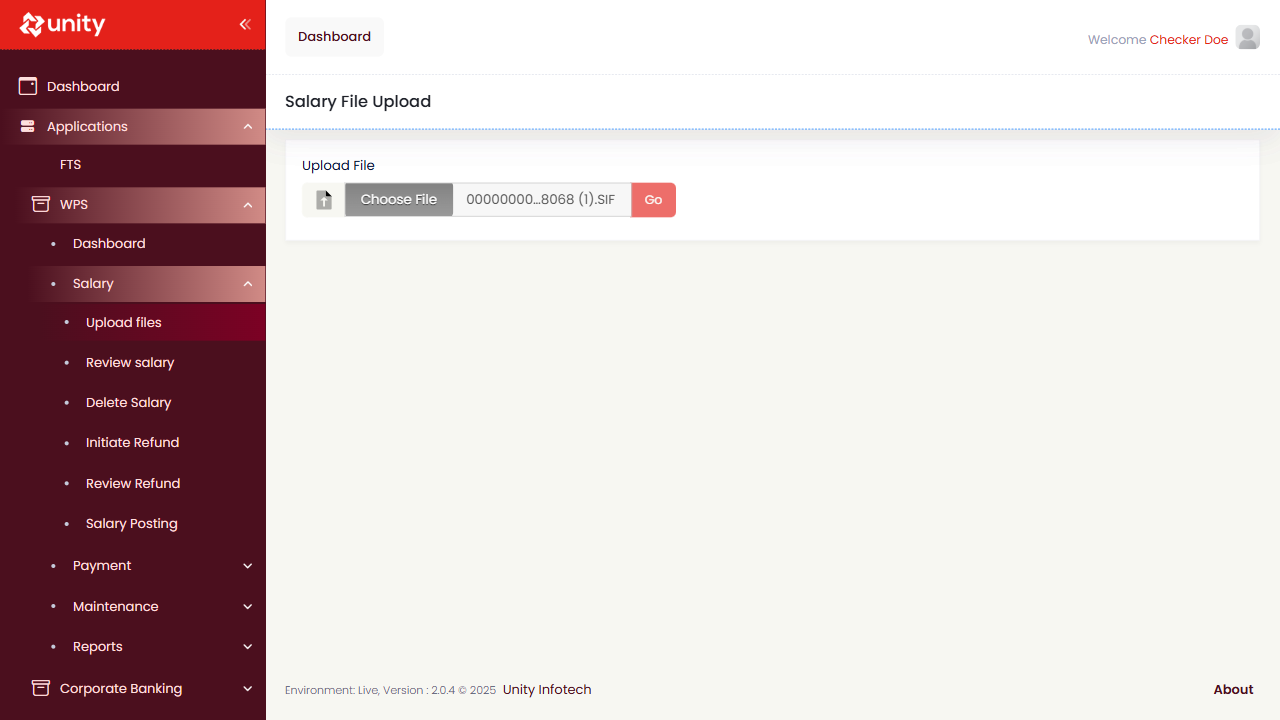 unity
Dashboard
Welcome Checker Doe
Dashboard
Applications
FTS
WPS
Dashboard
Salary
Upload files
Review salary
Delete Salary
Initiate Refund
Review Refund
Salary Posting
Payment
Maintenance
Reports
Corporate Banking
Salary File Upload
Upload File
Choose File 00000000...8068 (1).SIF Go
Environment: Live, Version : 2.0.4 © 2025 Unity Infotech
About